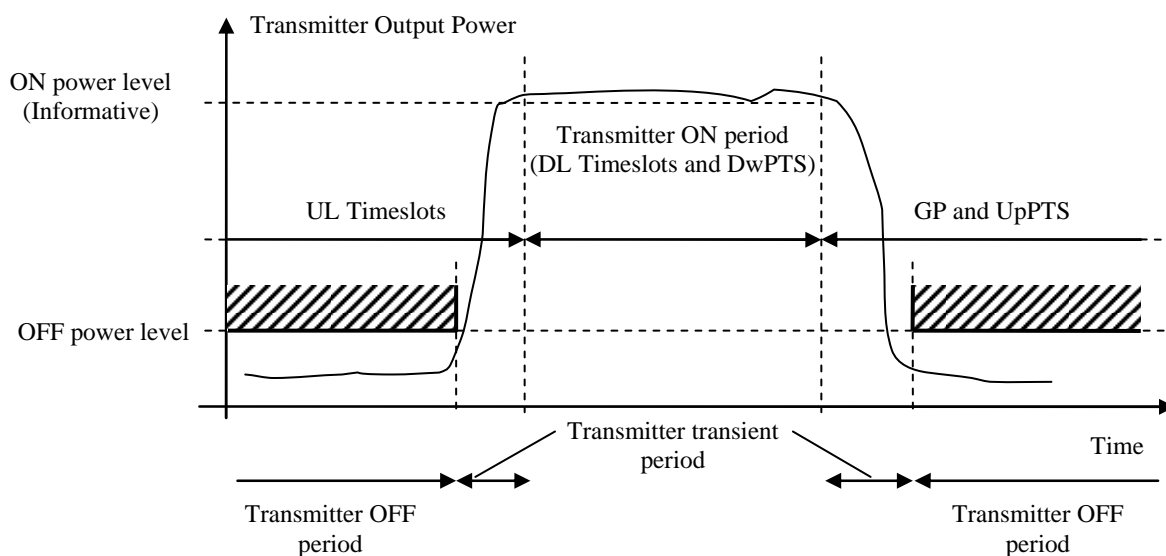 Transmitter Output Power
ON power level
(Informative)
Transmitter ON period
(DL Timeslots and DwPTS)
UL Timeslots
GP and UpPTS
OFF power level
Transmitter transient
period
Time
Transmitter OFF
period
Transmitter OFF
period